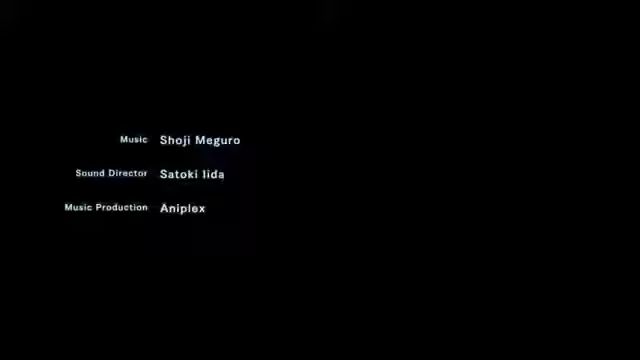 Music Shoji Meguro
Sound Director Satoki Iida
Music Production Aniplex